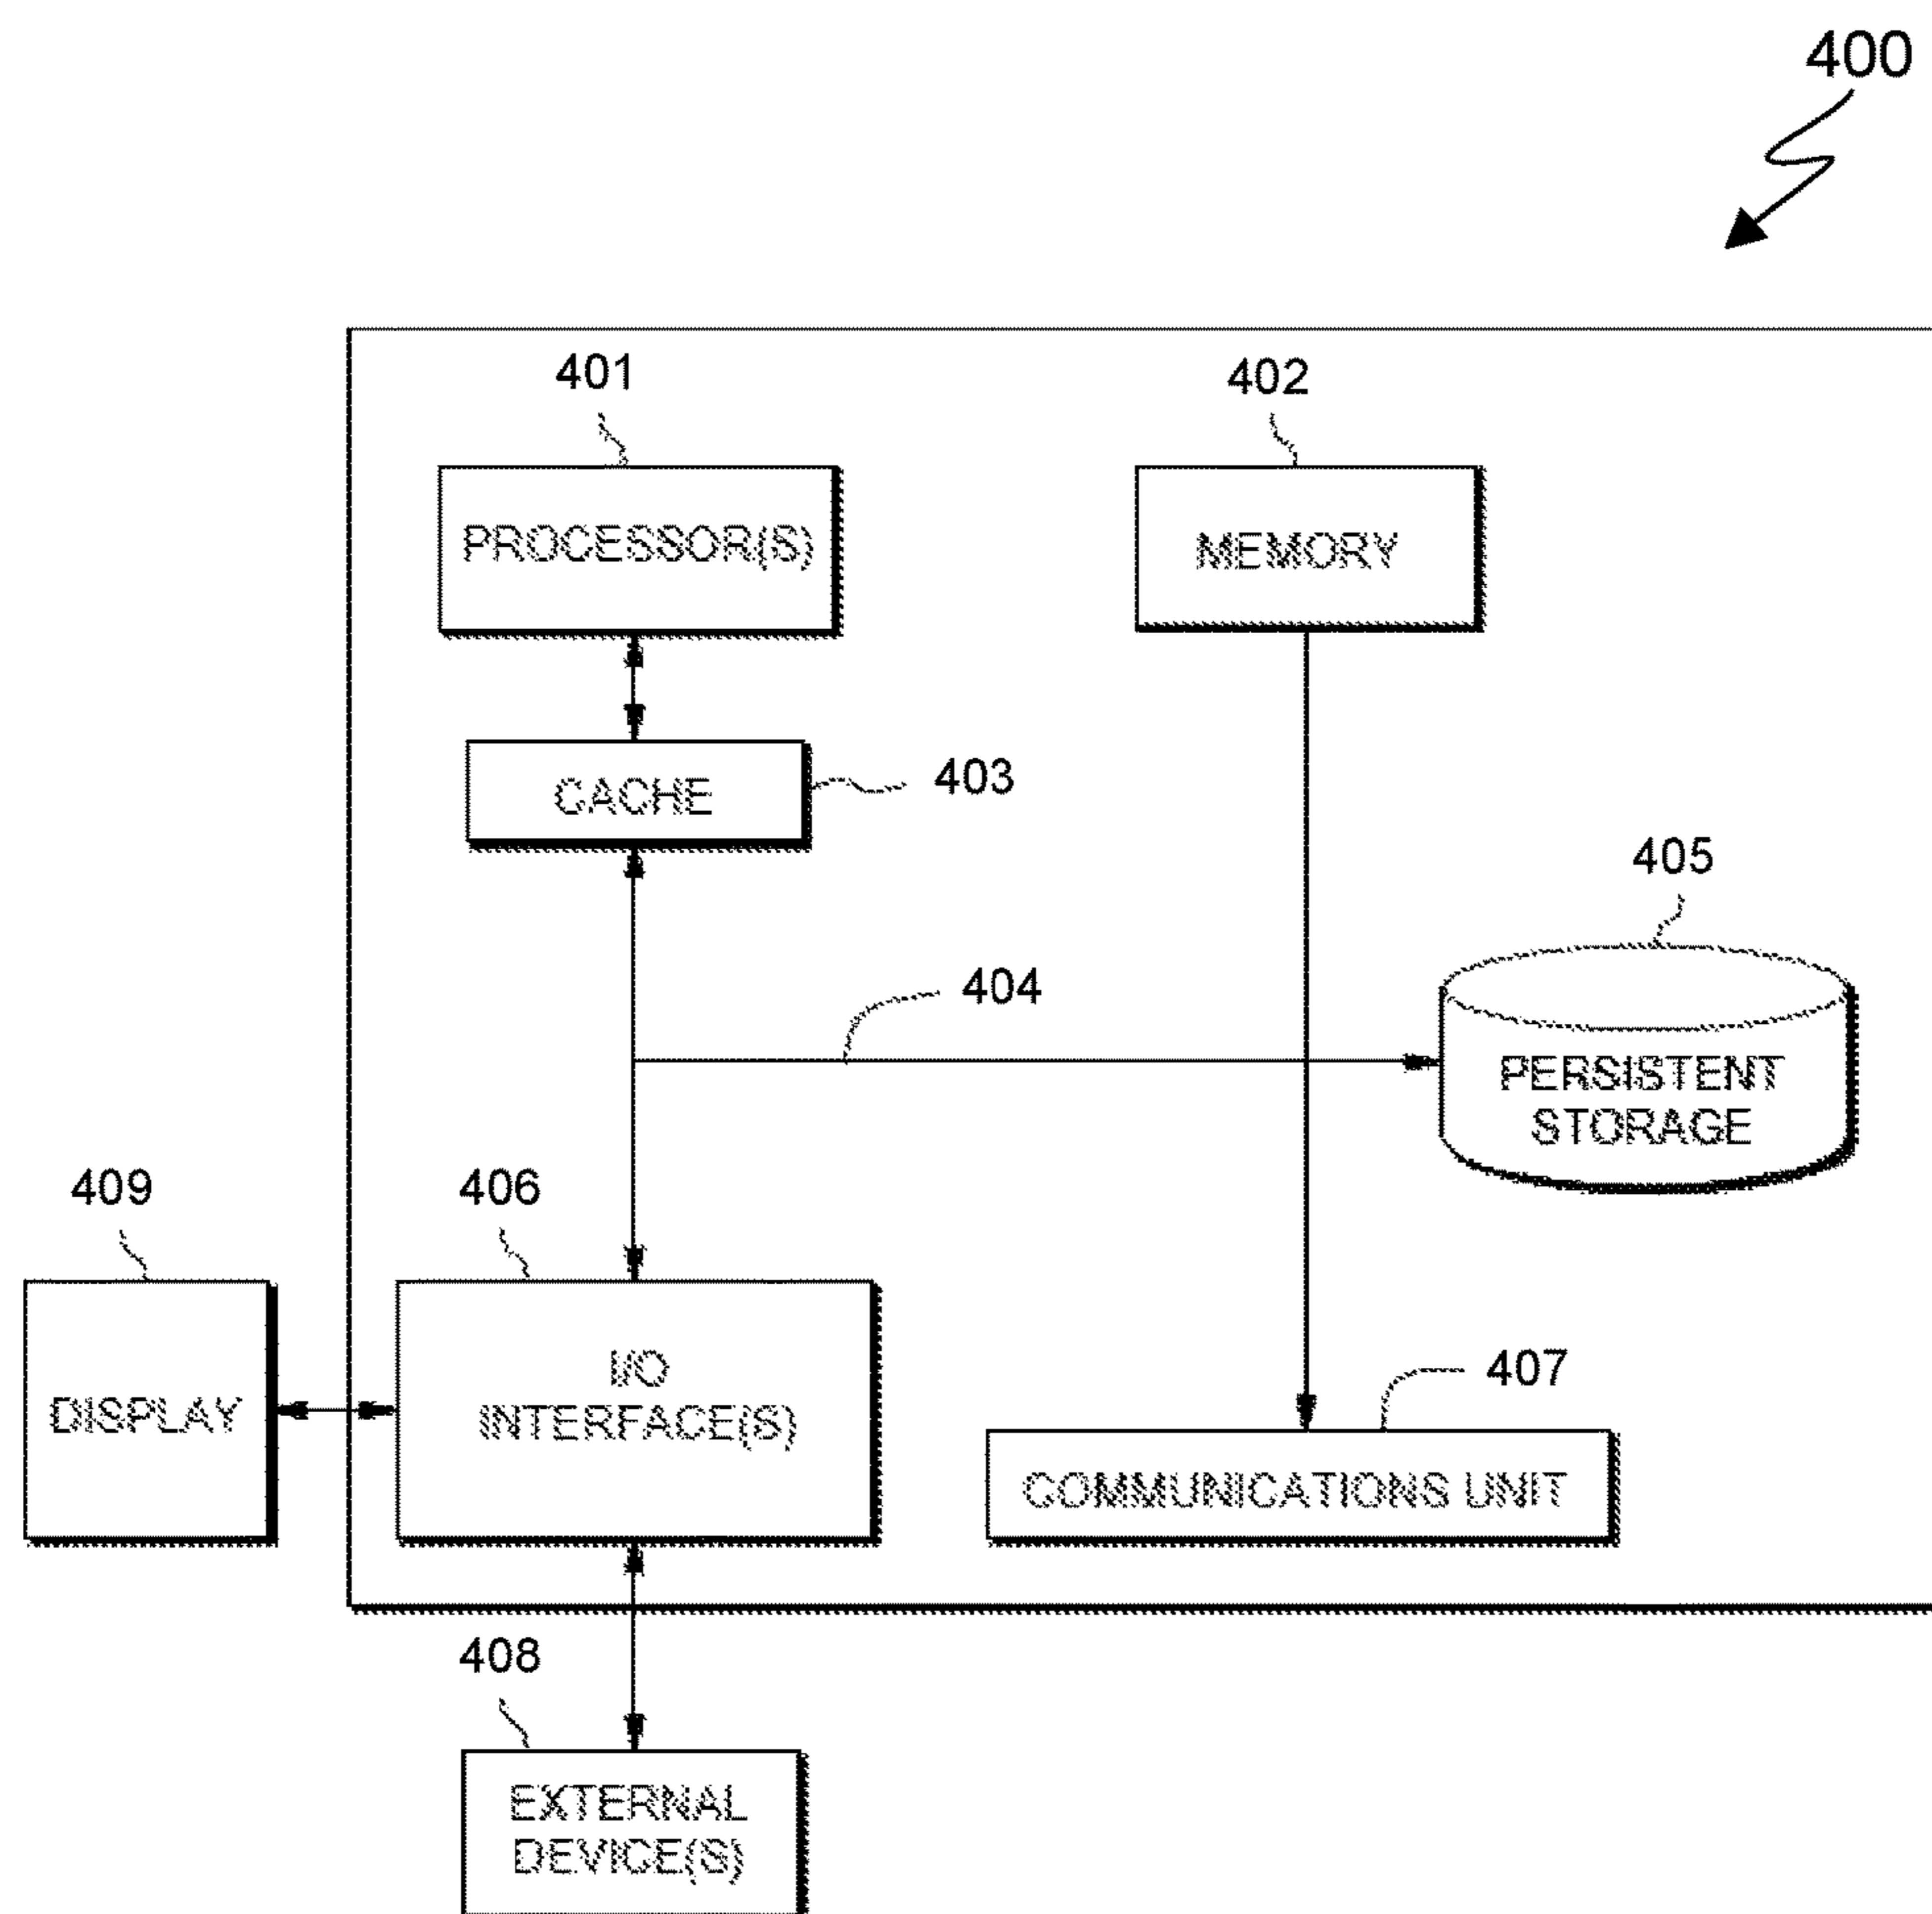 400
401
402
PROCESSOR(S)
MEMORY
CACHE
403
405
404
PERSISTENT
STORAGE
409
406
I/O
INTERFACE(S)
DISPLAY
407
COMMUNICATIONS UNIT
408
EXTERNAL
DEVICE(S)